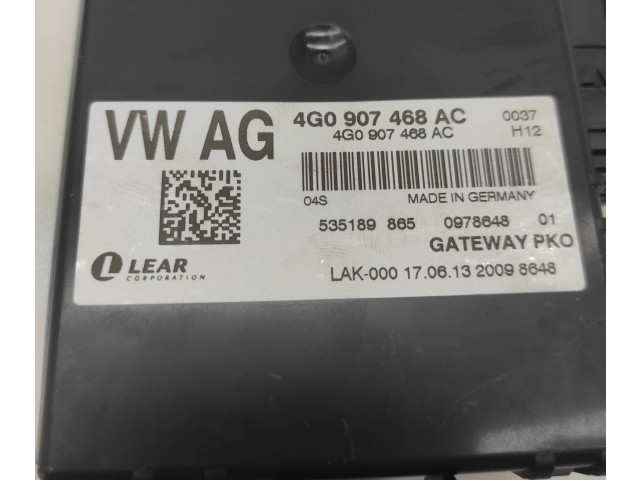 VW AG
4G0 907 468 AC 0037
4G0 907 468 AC H12
04S MADE IN GERMANY
535189 865 0978648 01
GATEWAY PKO
LEAR
CORPORATION
LAK-000 17.06.13 2009 8648